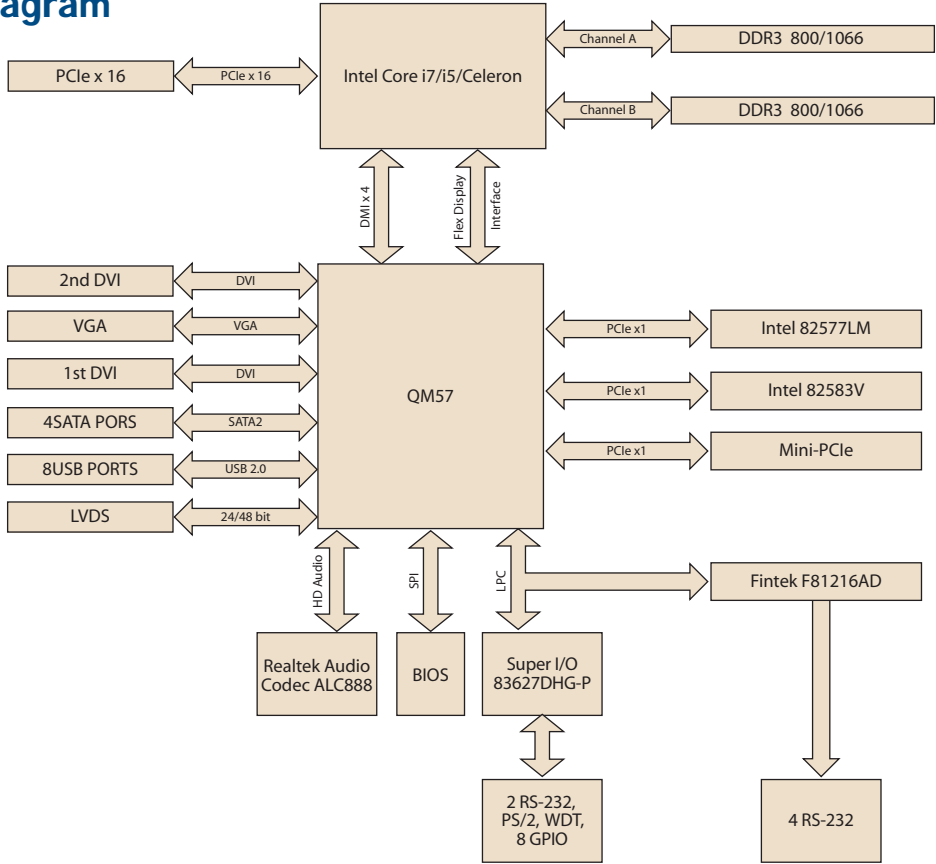 agram
Channel A
DDR3 800/1066
PCIe x 16
PCIe x 16
Intel Core i7/i5/Celeron
Channel B
DDR3 800/1066
DMI x 4
Flex Display
Interface
2nd DVI
DVI
VGA
VGA
1st DVI
DVI
4SATA PORS
SATA2
8USB PORTS
USB 2.0
LVDS
24/48 bit
QM57
PCIe x1
Intel 82577LM
PCIe x1
Intel 82583V
PCIe x1
Mini-PCIe
HD Audio
SPI
LPC
Fintek F81216AD
Realtek Audio
Codec ALC888
BIOS
Super I/O
83627DHG-P
2 RS-232,
PS/2, WDT,
8 GPIO
4 RS-232